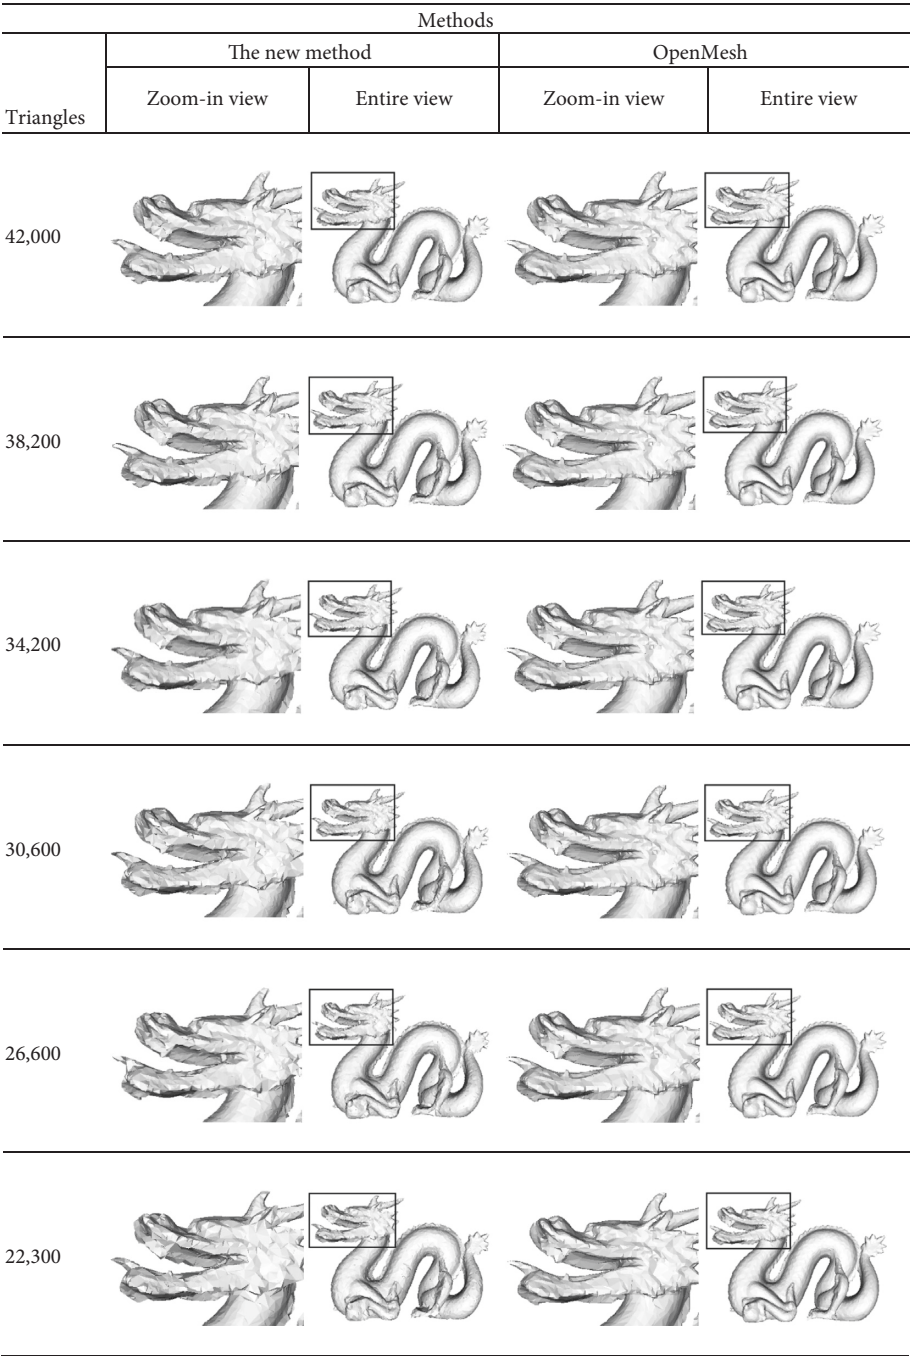 Methods
The new method OpenMesh
Triangles Zoom-in view Entire view Zoom-in view Entire view
42,000
38,200
34,200
30,600
26,600
22,300